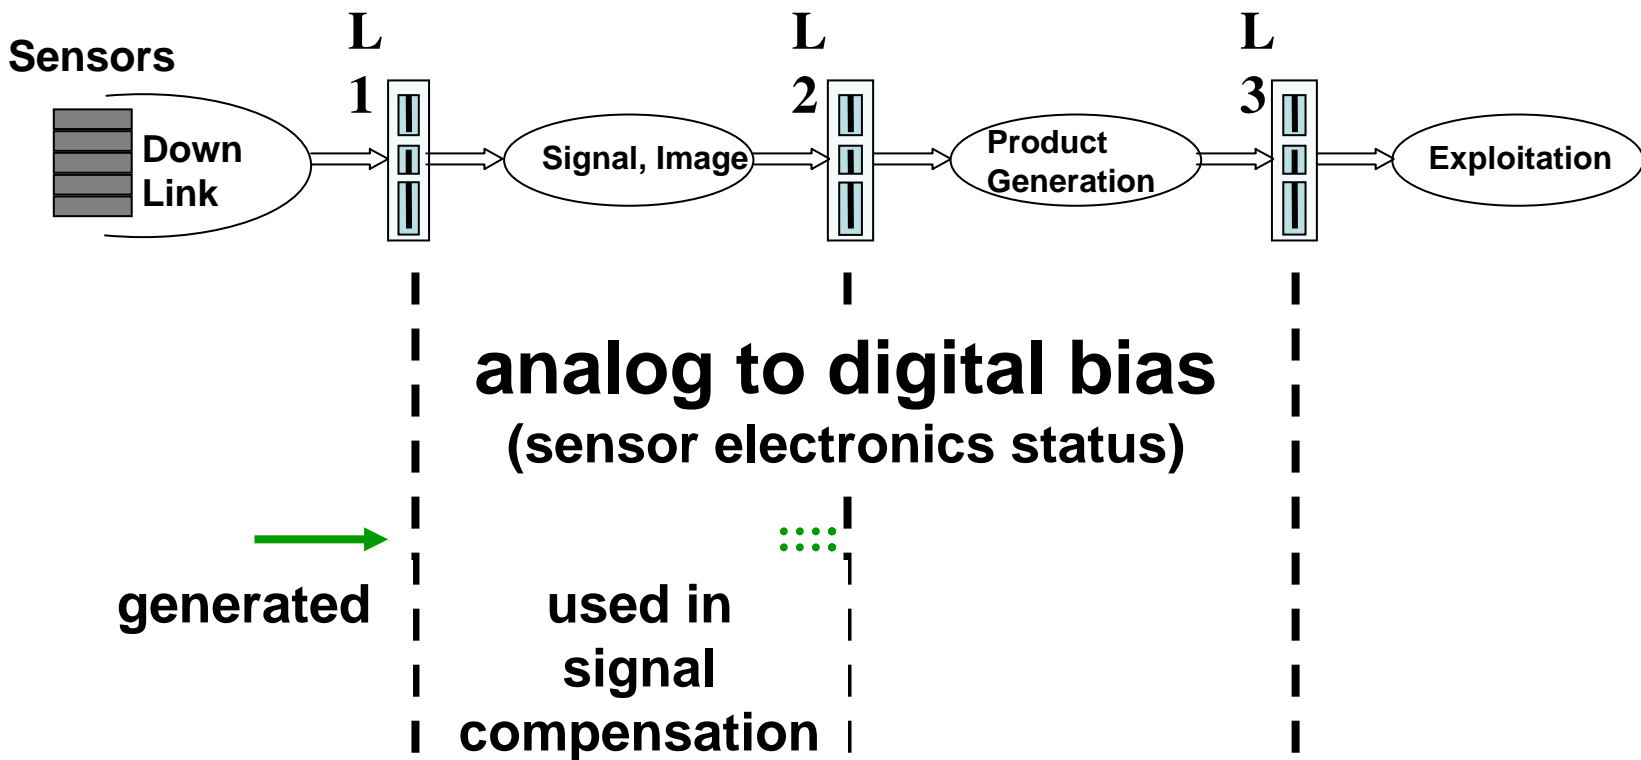 Sensors
Down
Link
L
1
Signal, Image
L
2
Product
Generation
L
3
Exploitation
analog to digital bias
(sensor electronics status)
generated
used in
signal
compensation